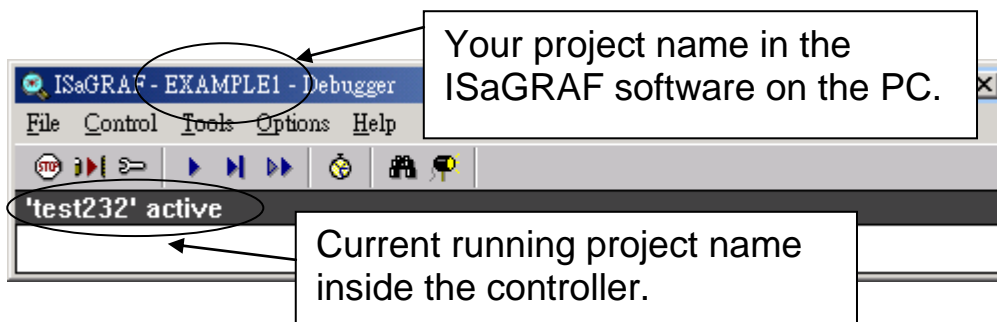 Your project name in the
ISaGRAF software on the PC.
ISaGRAF - EXAMPLE1 - Debugger
File Control Tools Options Help
STOP
'test232' active
Current running project name
inside the controller.